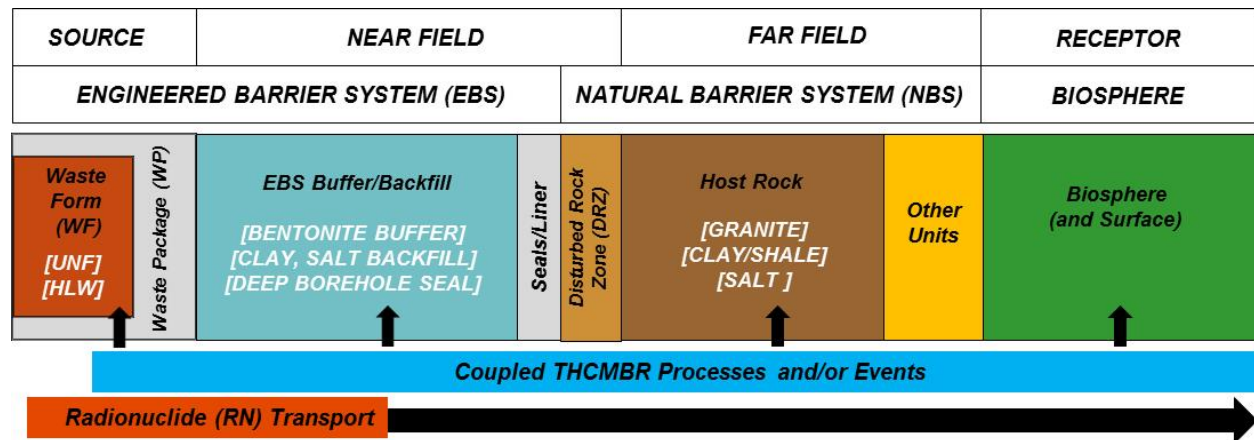 SOURCE
NEAR FIELD
FAR FIELD
RECEPTOR
ENGINEERED BARRIER SYSTEM (EBS)
NATURAL BARRIER SYSTEM (NBS)
BIOSPHERE
Waste
Form
(WF)
[UNF]
[HLW]
Waste Package (WP)
EBS Buffer/Backfill
[BENTONITE BUFFER]
[CLAY, SALT BACKFILL]
[DEEP BOREHOLE SEAL]
Seals/Liner
Disturbed Rock
Zone (DRZ)
Host Rock
[GRANITE]
[CLAY/SHALE]
[SALT ]
Other
Units
Biosphere
(and Surface)
Coupled THCMBR Processes and/or Events
Radionuclide (RN) Transport